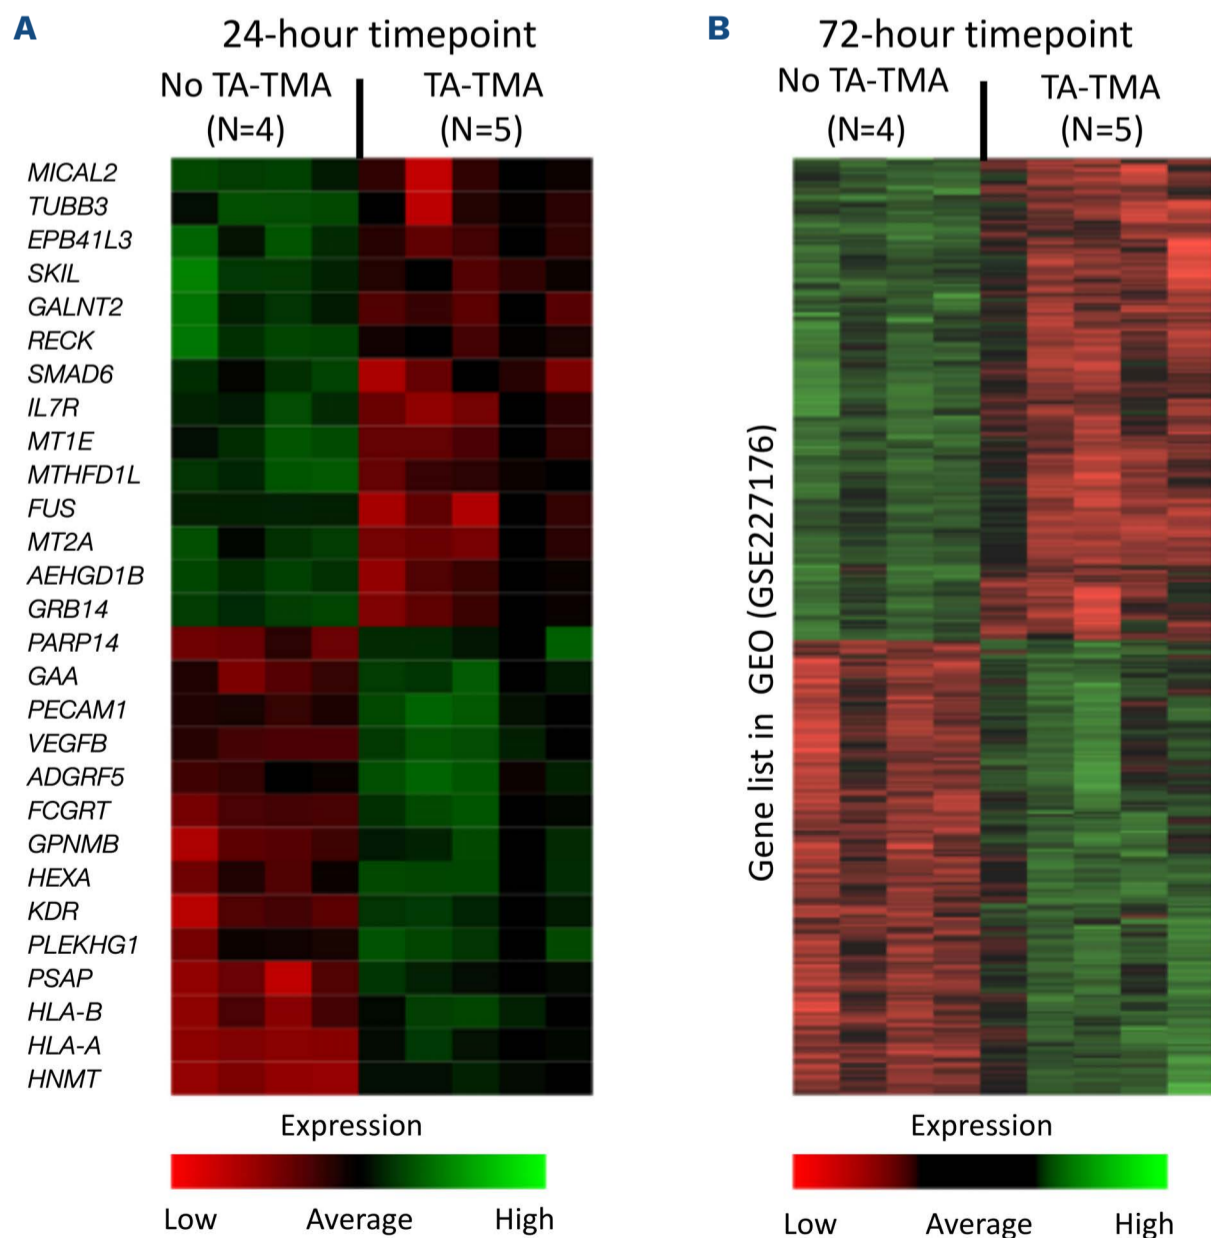 A
24-hour timepoint
No TA-TMA
(N=4)
TA-TMA
(N=5)
MICAL2
TUBB3
EPB41L3
SKIL
GALNT2
RECK
SMAD6
IL7R
MT1E
MTHFD1L
FUS
MT2A
AEHGD1B
GRB14
PARP14
GAA
PECAM1
VEGFB
ADGRF5
FCGRT
GPNMB
HEXA
KDR
PLEKHG1
PSAP
HLA-B
HLA-A
HNMT
Expression
Low Average High
B
72-hour timepoint
No TA-TMA
(N=4)
TA-TMA
(N=5)
Gene list in GEO (GSE227176)
Expression
Low Average High